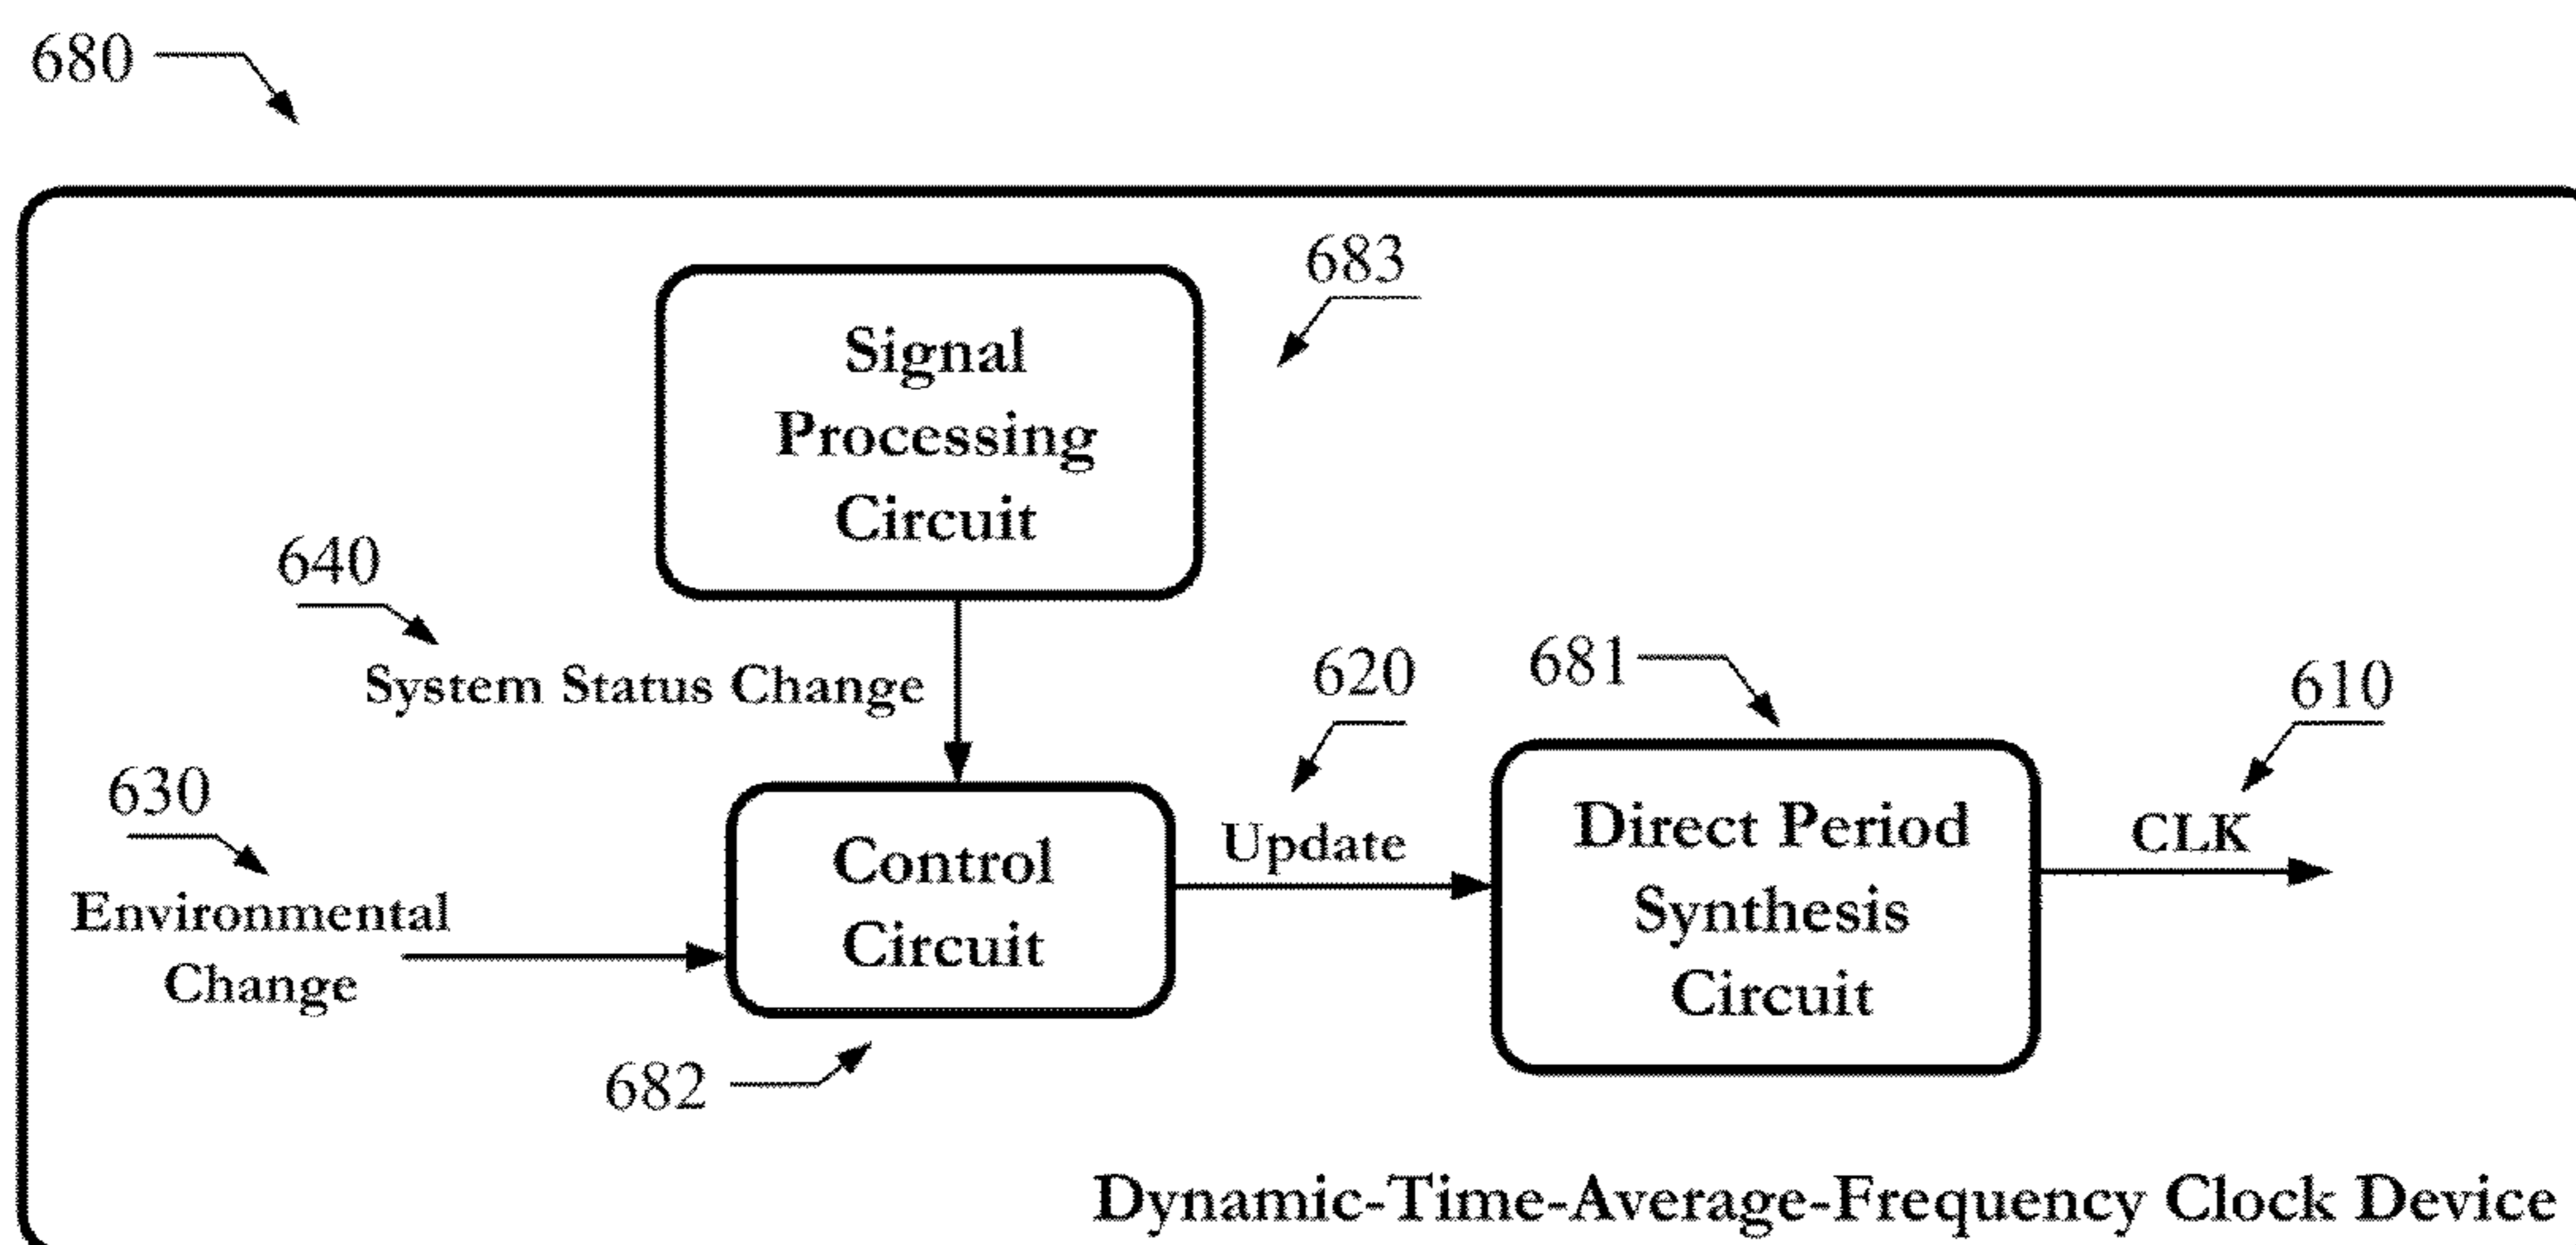 680
683
Signal
Processing
Circuit
640
System Status Change
620
681
610
630
Environmental
Change
Control
Circuit
Update
Direct Period
Synthesis
Circuit
CLK
682
Dynamic-Time-Average-Frequency Clock Device